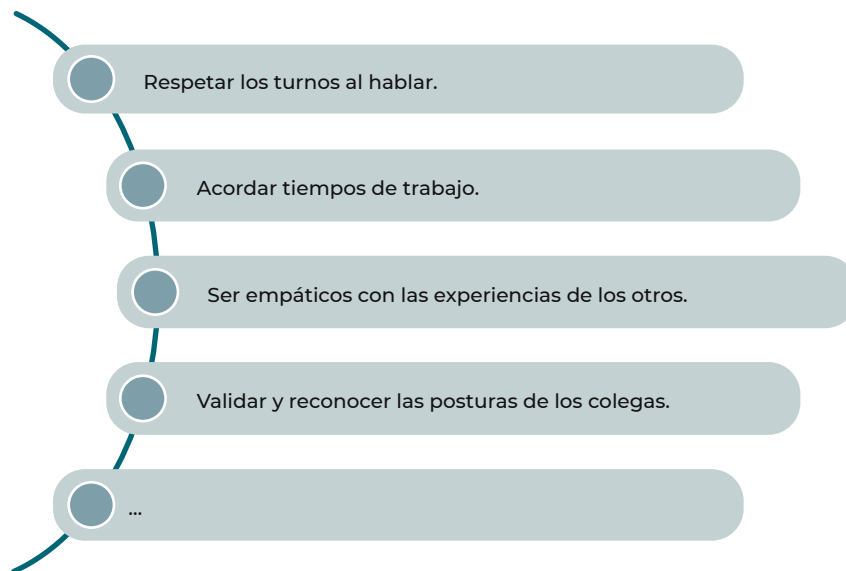 Respetar los turnos al hablar.
Acordar tiempos de trabajo.
Ser empáticos con las experiencias de los otros.
Validar y reconocer las posturas de los colegas.
...